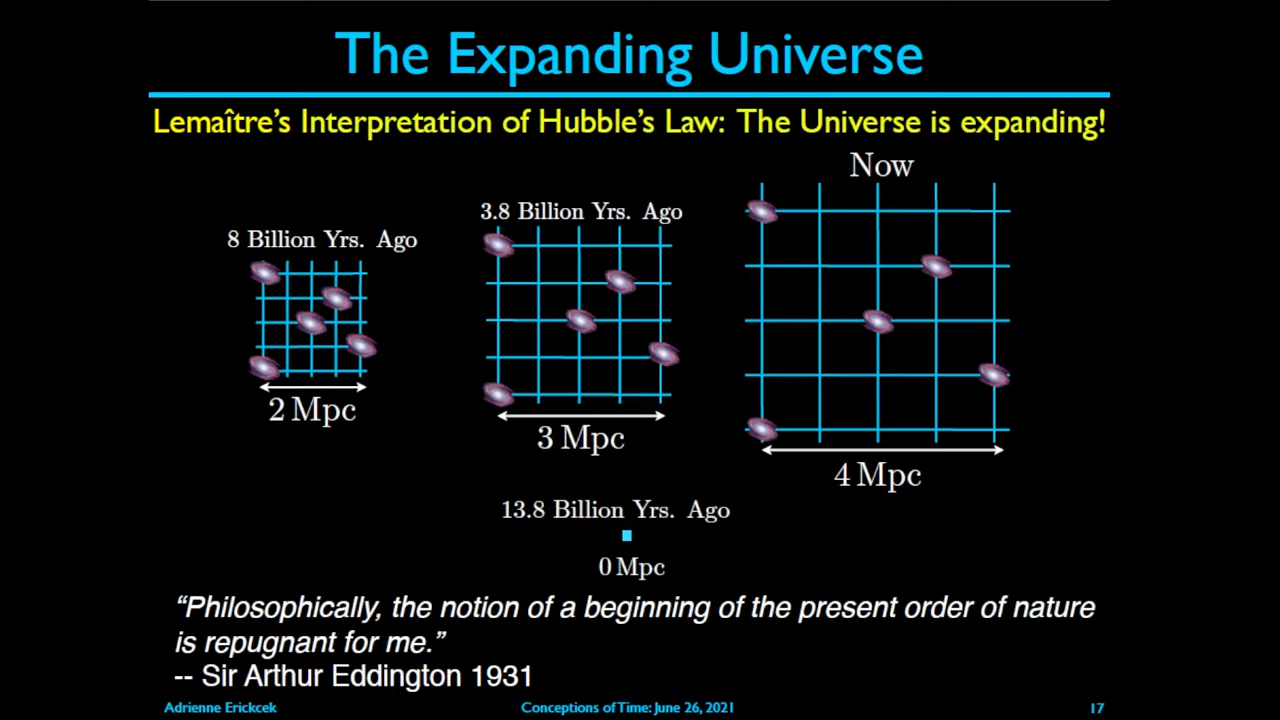 The Expanding Universe
Lemaître's Interpretation of Hubble's Law: The Universe is expanding!
Now
3.8 Billion Yrs. Ago
8 Billion Yrs. Ago
2 Mpc
3 Mpc
4 Mpc
13.8 Billion Yrs. Ago
0 Mpc
“Philosophically, the notion of a beginning of the present order of nature
is repugnant for me.”
-- Sir Arthur Eddington 1931
Adrienne Erickcek Conceptions of Time: June 26, 2021 17